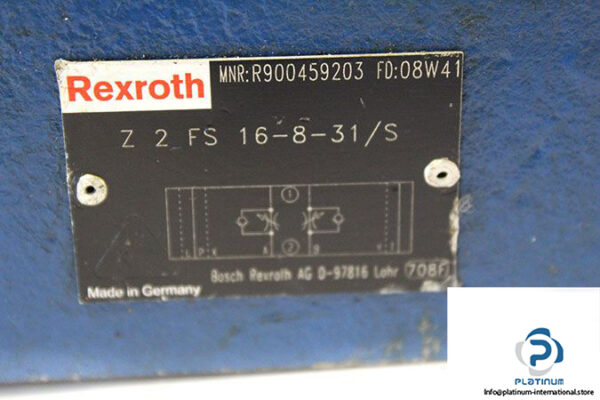 Rexroth
MNR:R900459203 FD:08W41
Z 2 FS 16-8-31/S
1
L P X A 2 B Y T
Bosch Rexroth AG D-97816 Lohr 708F
Made in Germany
PLATINUM
https://platinum-international.store